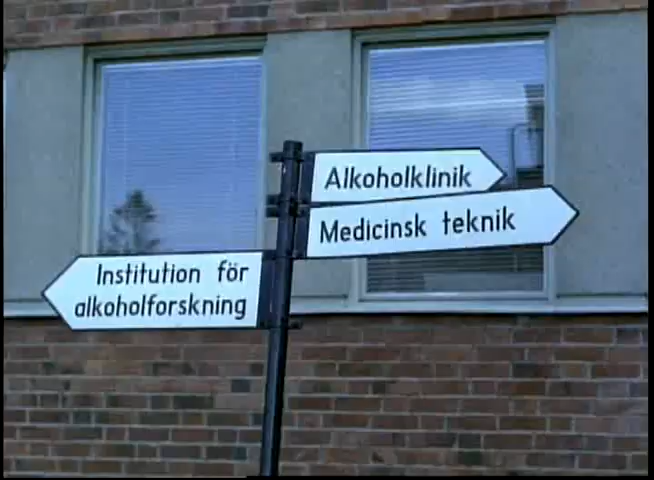 Alkoholklinik
Medicinsk teknik
Institution för
alkoholforskning